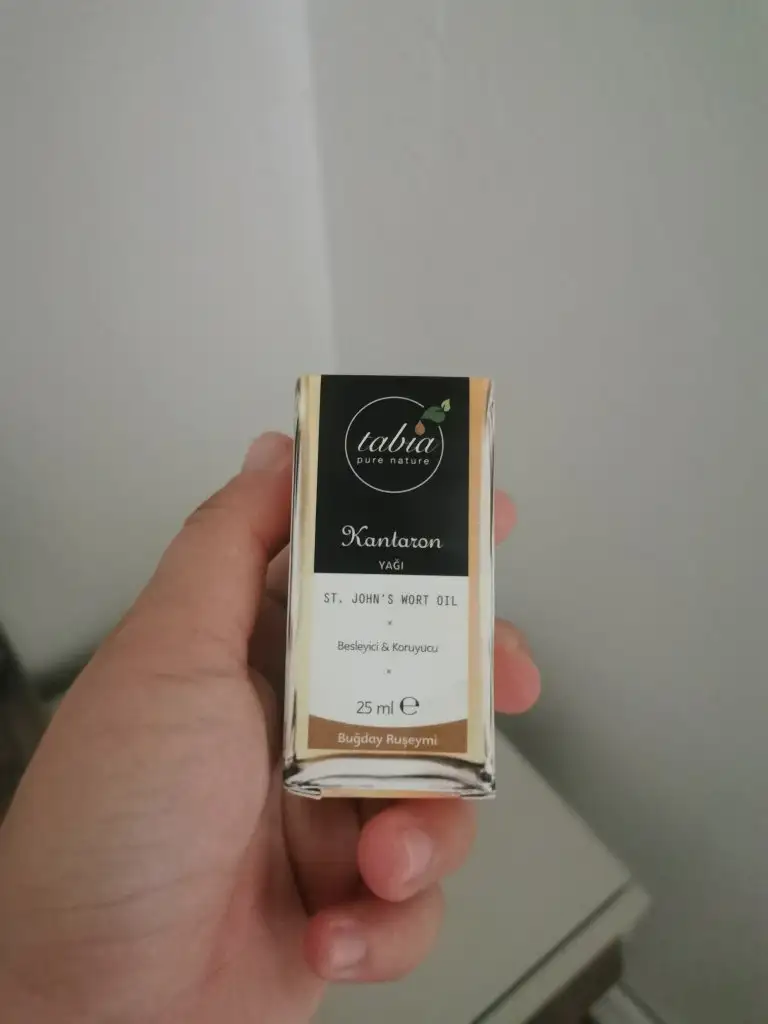 tabia
pure nature
Kantaron
YAĞI
ST. JOHN'S WORT OIL
×
Besleyici & Koruyucu
×
25 ml ℮
Buğday Ruşeymi